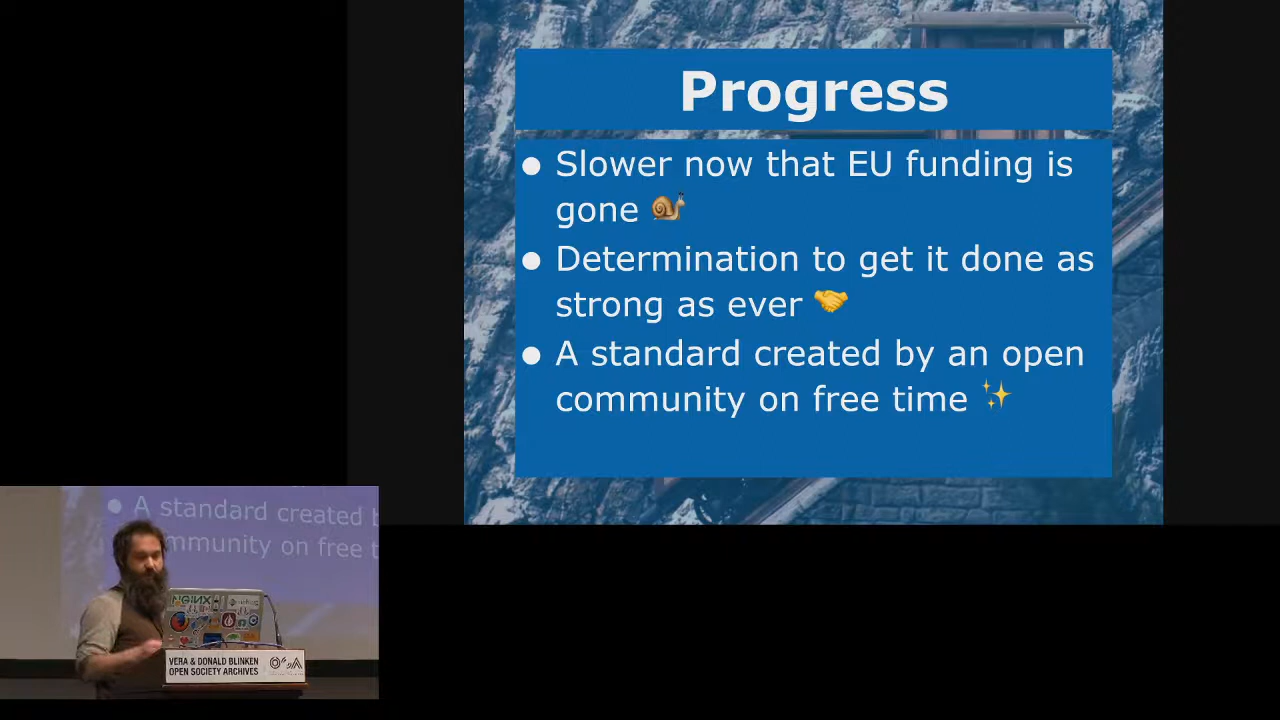 Progress
Slower now that EU funding is
gone 🐌
Determination to get it done as
strong as ever 🤝
A standard created by an open
community on free time ✨
A standard created
mmunity on free t
NGINX
VERA & DONALD BLINKEN
OPEN SOCIETY ARCHIVES